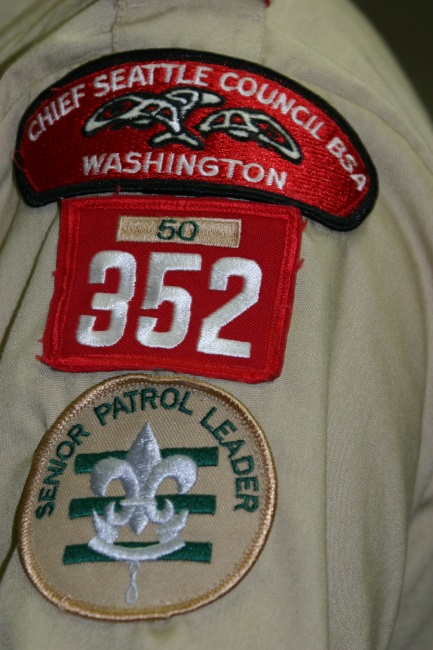 CHIEF SEATTLE COUNCIL BSA
WASHINGTON
50
352
SENIOR PATROL LEADER